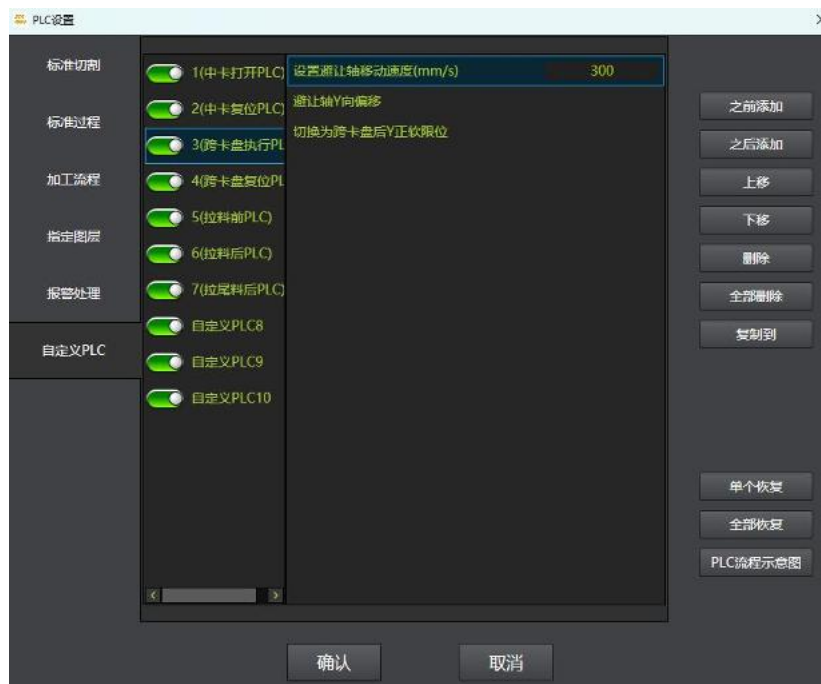 PLC设置
标准切割
标准过程
加工流程
指定图层
报警处理
自定义PLC
1(中卡打开PLC)
2(中卡复位PLC)
3(跨卡盘执行PL
4(跨卡盘复位PL
5(拉料前PLC)
6(拉料后PLC)
7(拉尾料后PLC)
自定义PLC8
自定义PLC9
自定义PLC10
设置避让轴移动速度(mm/s) 300
避让轴Y向偏移
切换为跨卡盘后Y正软限位
之前添加
之后添加
上移
下移
删除
全部删除
复制到
单个恢复
全部恢复
PLC流程示意图
确认
取消